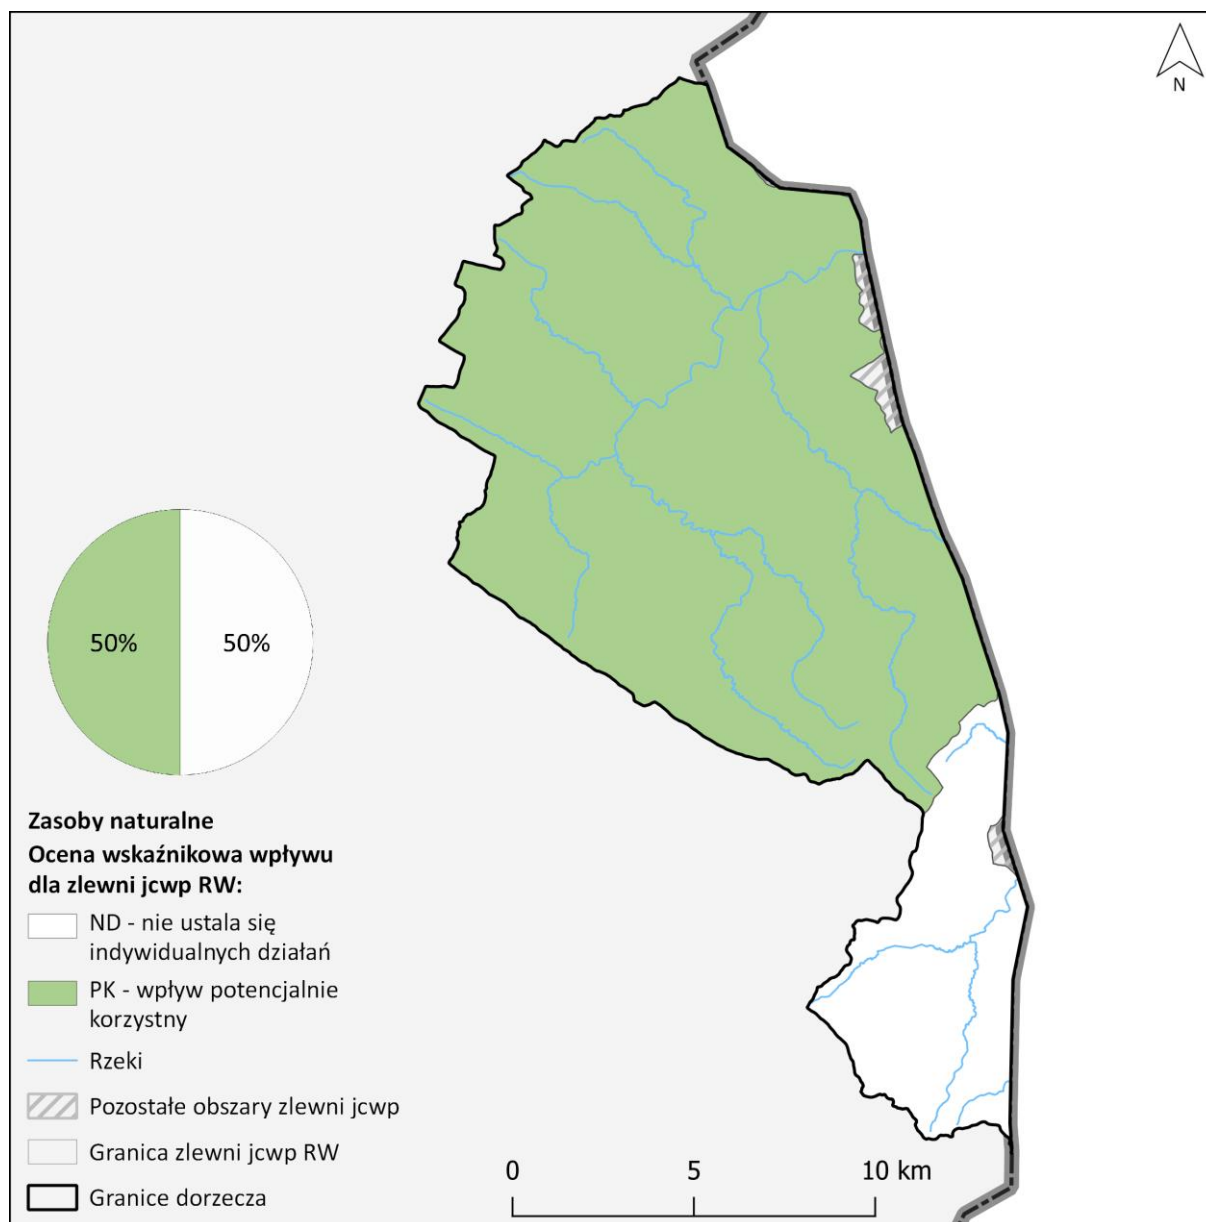 N
50%
50%
Zasoby naturalne
Ocena wskaźnikowa wpływu
dla zlewni jcwp RW:
ND - nie ustala się
indywidualnych działań
PK - wpływ potencjalnie
korzystny
Rzeki
Pozostałe obszary zlewni jcwp
Granica zlewni jcwp RW
Granice dorzecza
0 5 10 km